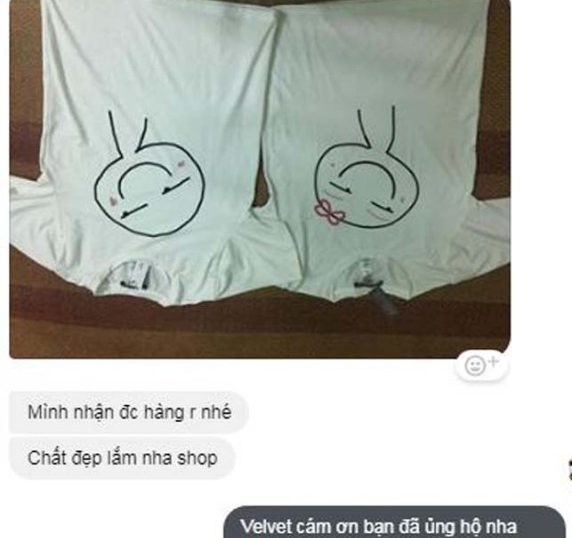 Mình nhận đc hàng r nhé
Chất đẹp lắm nha shop
Velvet cám ơn bạn đã ủng hộ nha